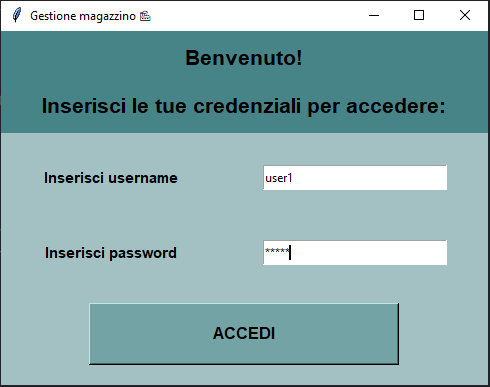 Gestione magazzino
Benvenuto!
Inserisci le tue credenziali per accedere:
Inserisci username user1
Inserisci password *****
ACCEDI